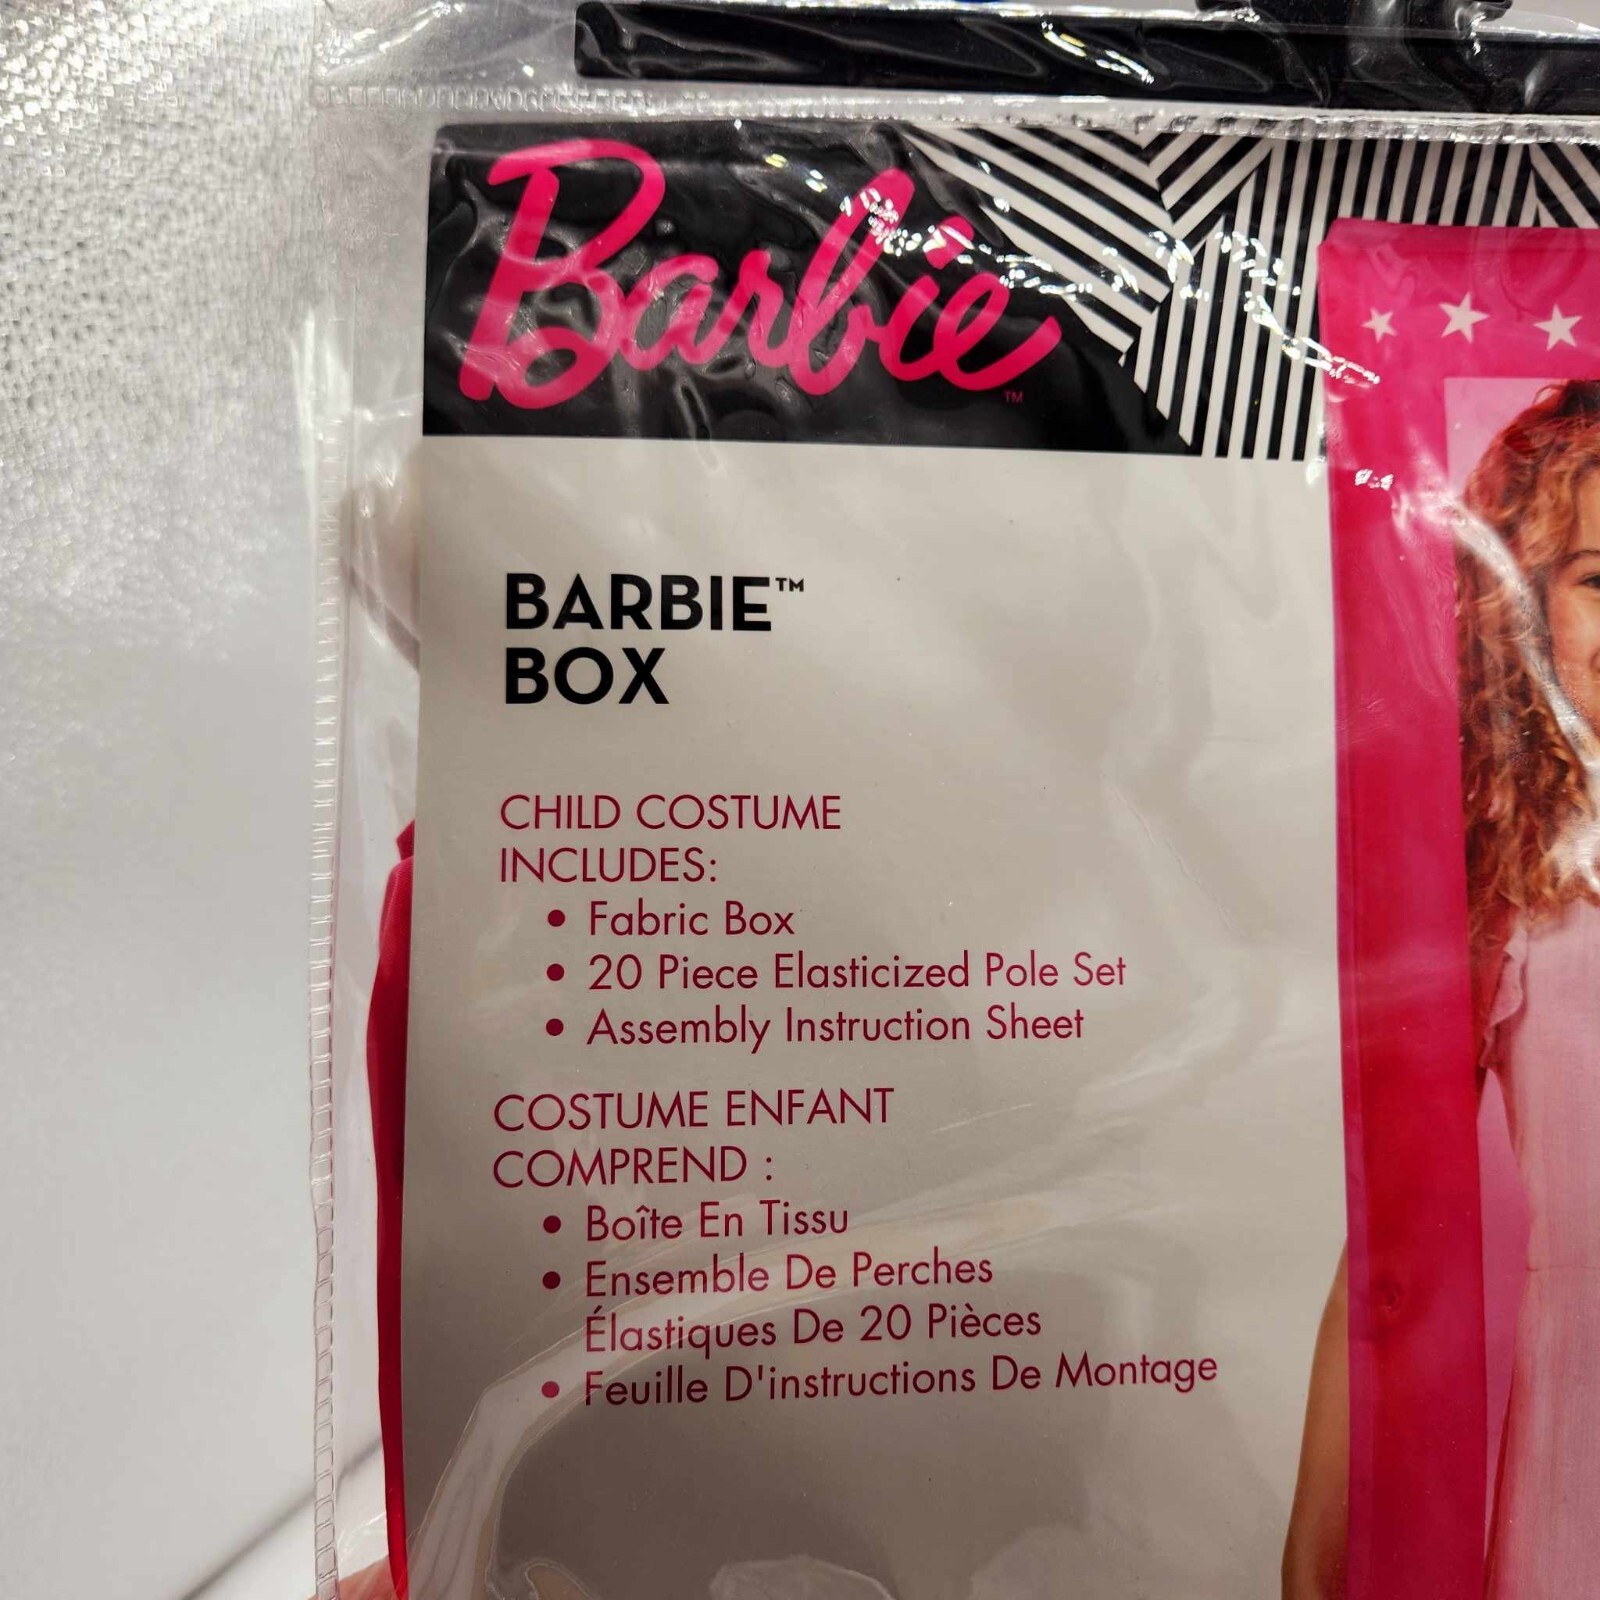 Barbie™
BARBIE™
BOX
CHILD COSTUME
INCLUDES:
• Fabric Box
• 20 Piece Elasticized Pole Set
• Assembly Instruction Sheet
COSTUME ENFANT
COMPREND :
• Boîte En Tissu
• Ensemble De Perches
Élastiques De 20 Pièces
• Feuille D'instructions De Montage